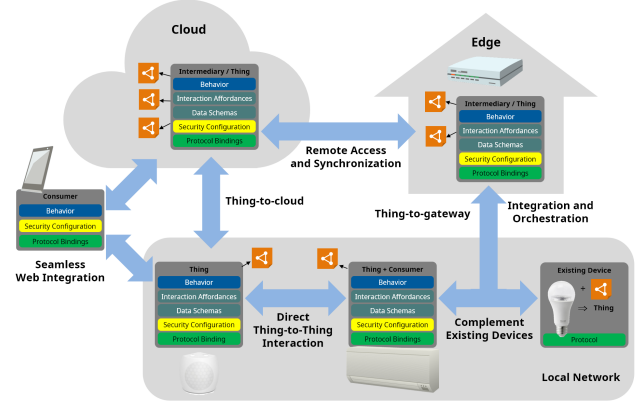 Cloud
Intermediary / Thing
Behavior
Interaction Affordances
Data Schemas
Security Configuration
Protocol Bindings
Edge
Intermediary / Thing
Behavior
Interaction Affordances
Data Schemas
Security Configuration
Protocol Bindings
Remote Access
and Synchronization
Consumer
Behavior
Security Configuration
Protocol Bindings
Seamless
Web Integration
Thing-to-cloud
Thing-to-gateway
Integration and
Orchestration
Thing
Behavior
Interaction Affordances
Data Schemas
Security Configuration
Protocol Binding
Direct
Thing-to-Thing
Interaction
Thing + Consumer
Behavior
Interaction Affordances
Data Schemas
Security Configuration
Protocol Bindings
Complement
Existing Devices
Existing Device
+
⇒ Thing
Protocol
Local Network